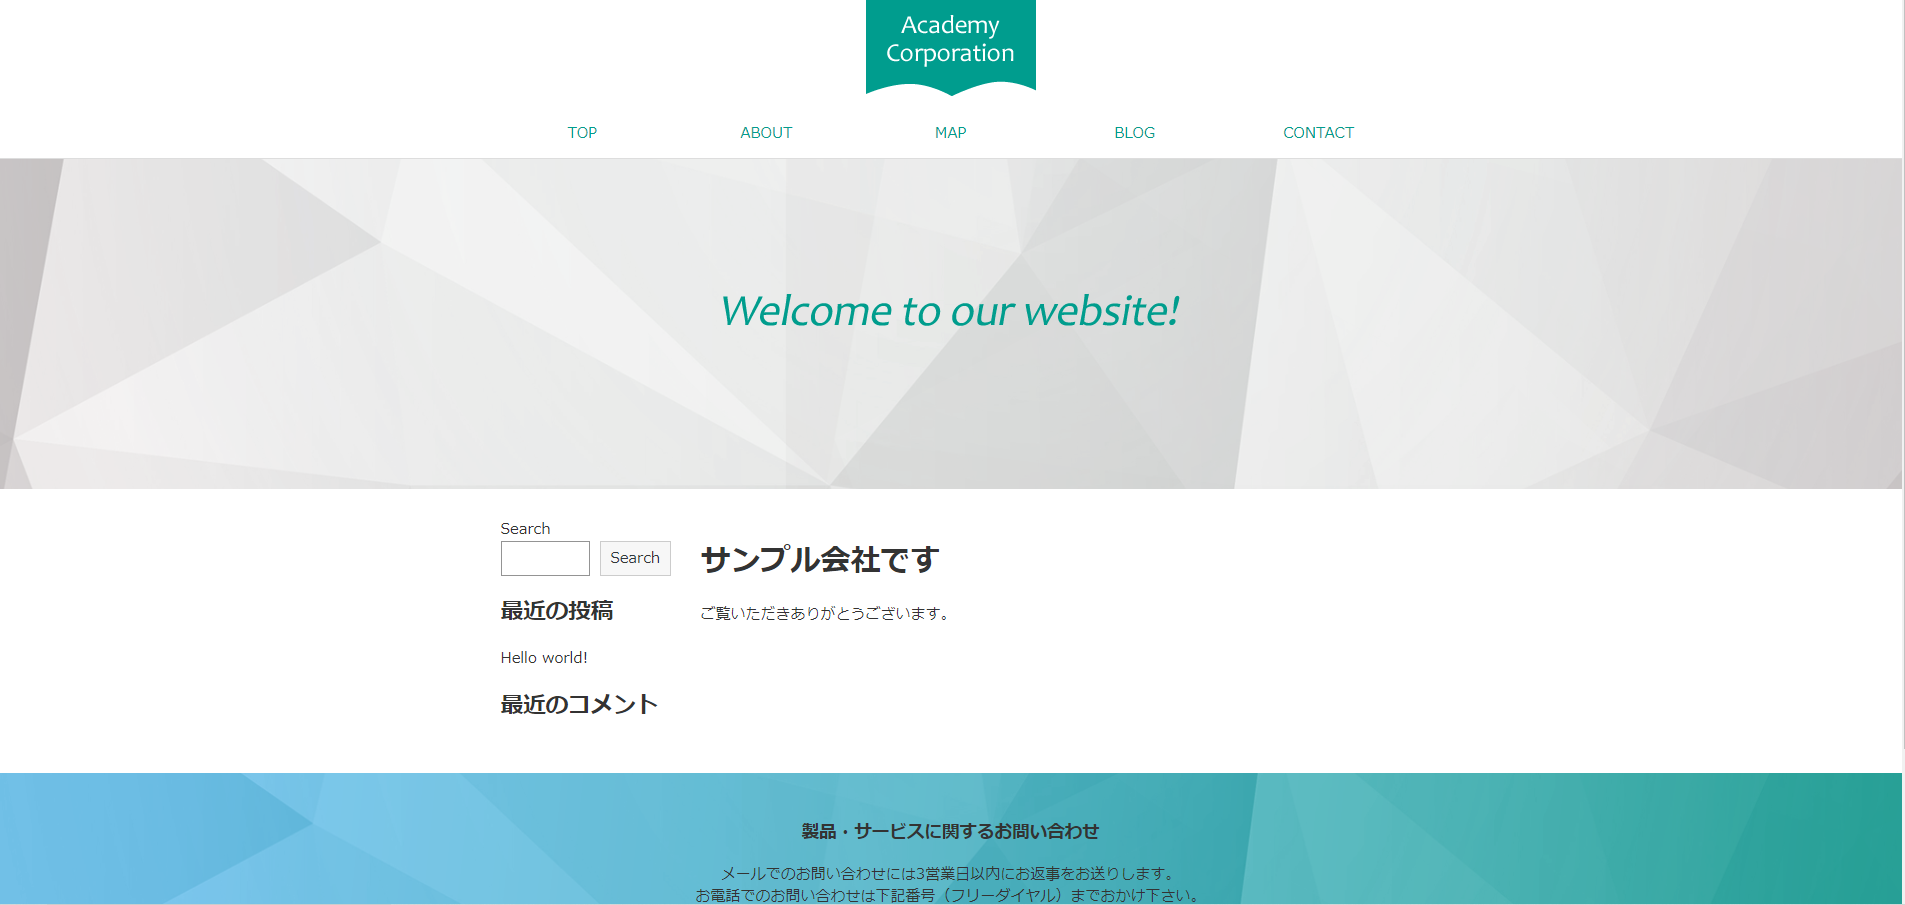 Academy
Corporation
TOP ABOUT MAP BLOG CONTACT
Welcome to our website!
Search
Search
最近の投稿
Hello world!
最近のコメント
サンプル会社です
ご覧いただきありがとうございます。
製品・サービスに関するお問い合わせ
メールでのお問い合わせには3営業日以内にお返事をお送りします。
お電話でのお問い合わせは下記番号（フリーダイヤル）までおかけ下さい。